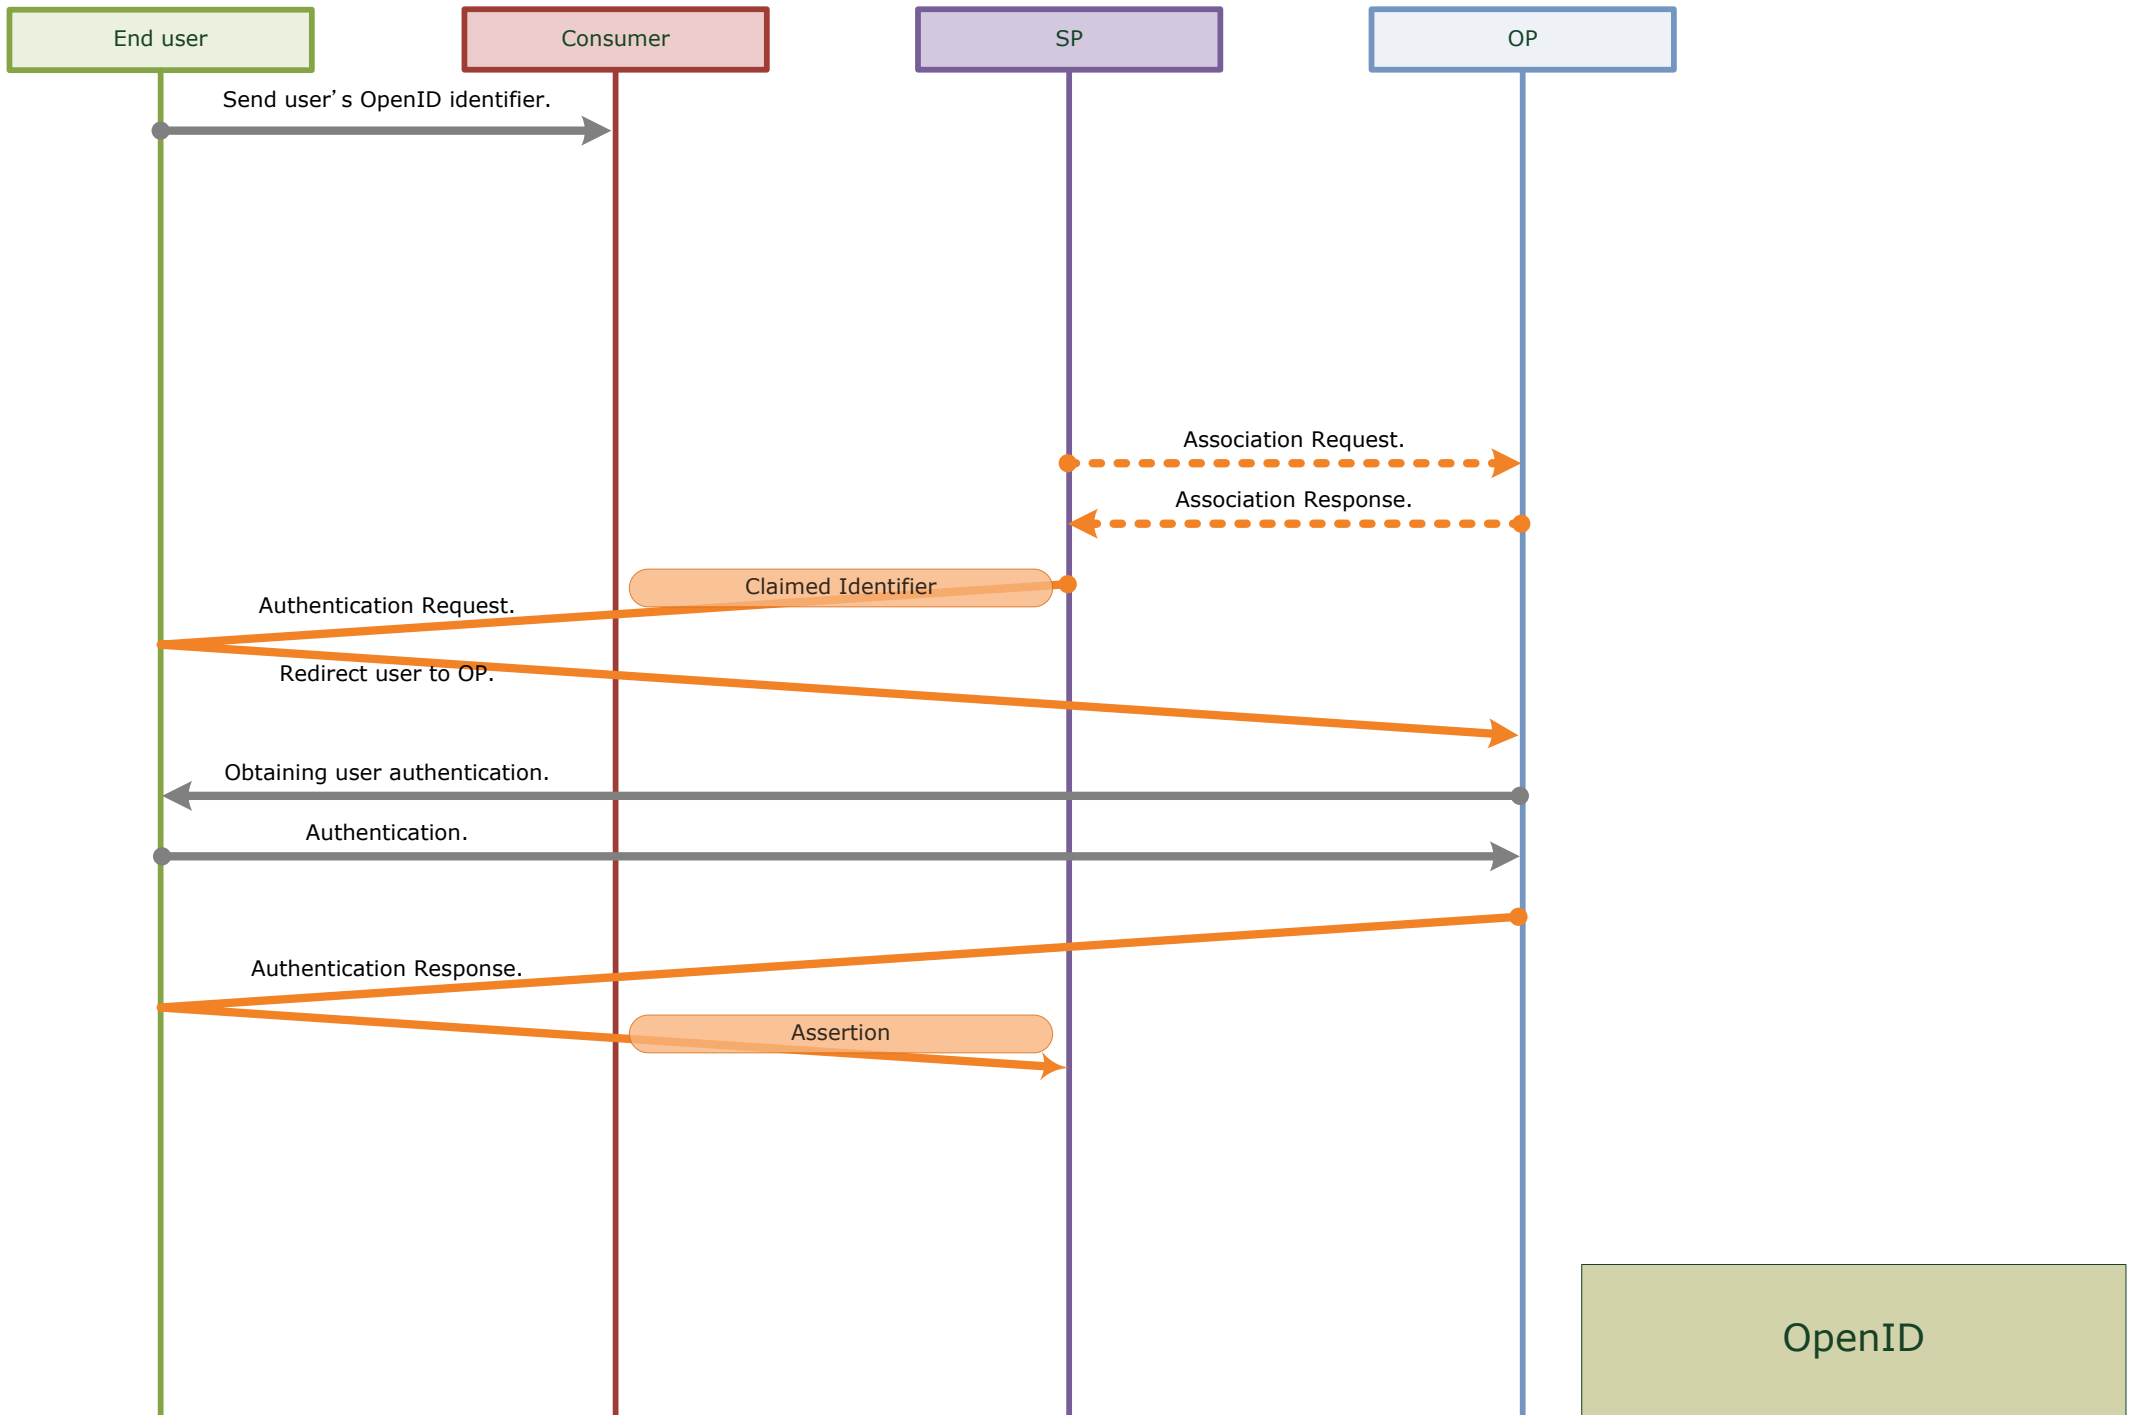 End user
Consumer
SP
OP
Send user’s OpenID identifier.
Association Request.
Association Response.
Claimed Identifier
Authentication Request.
Redirect user to OP.
Obtaining user authentication.
Authentication.
Authentication Response.
Assertion
OpenID